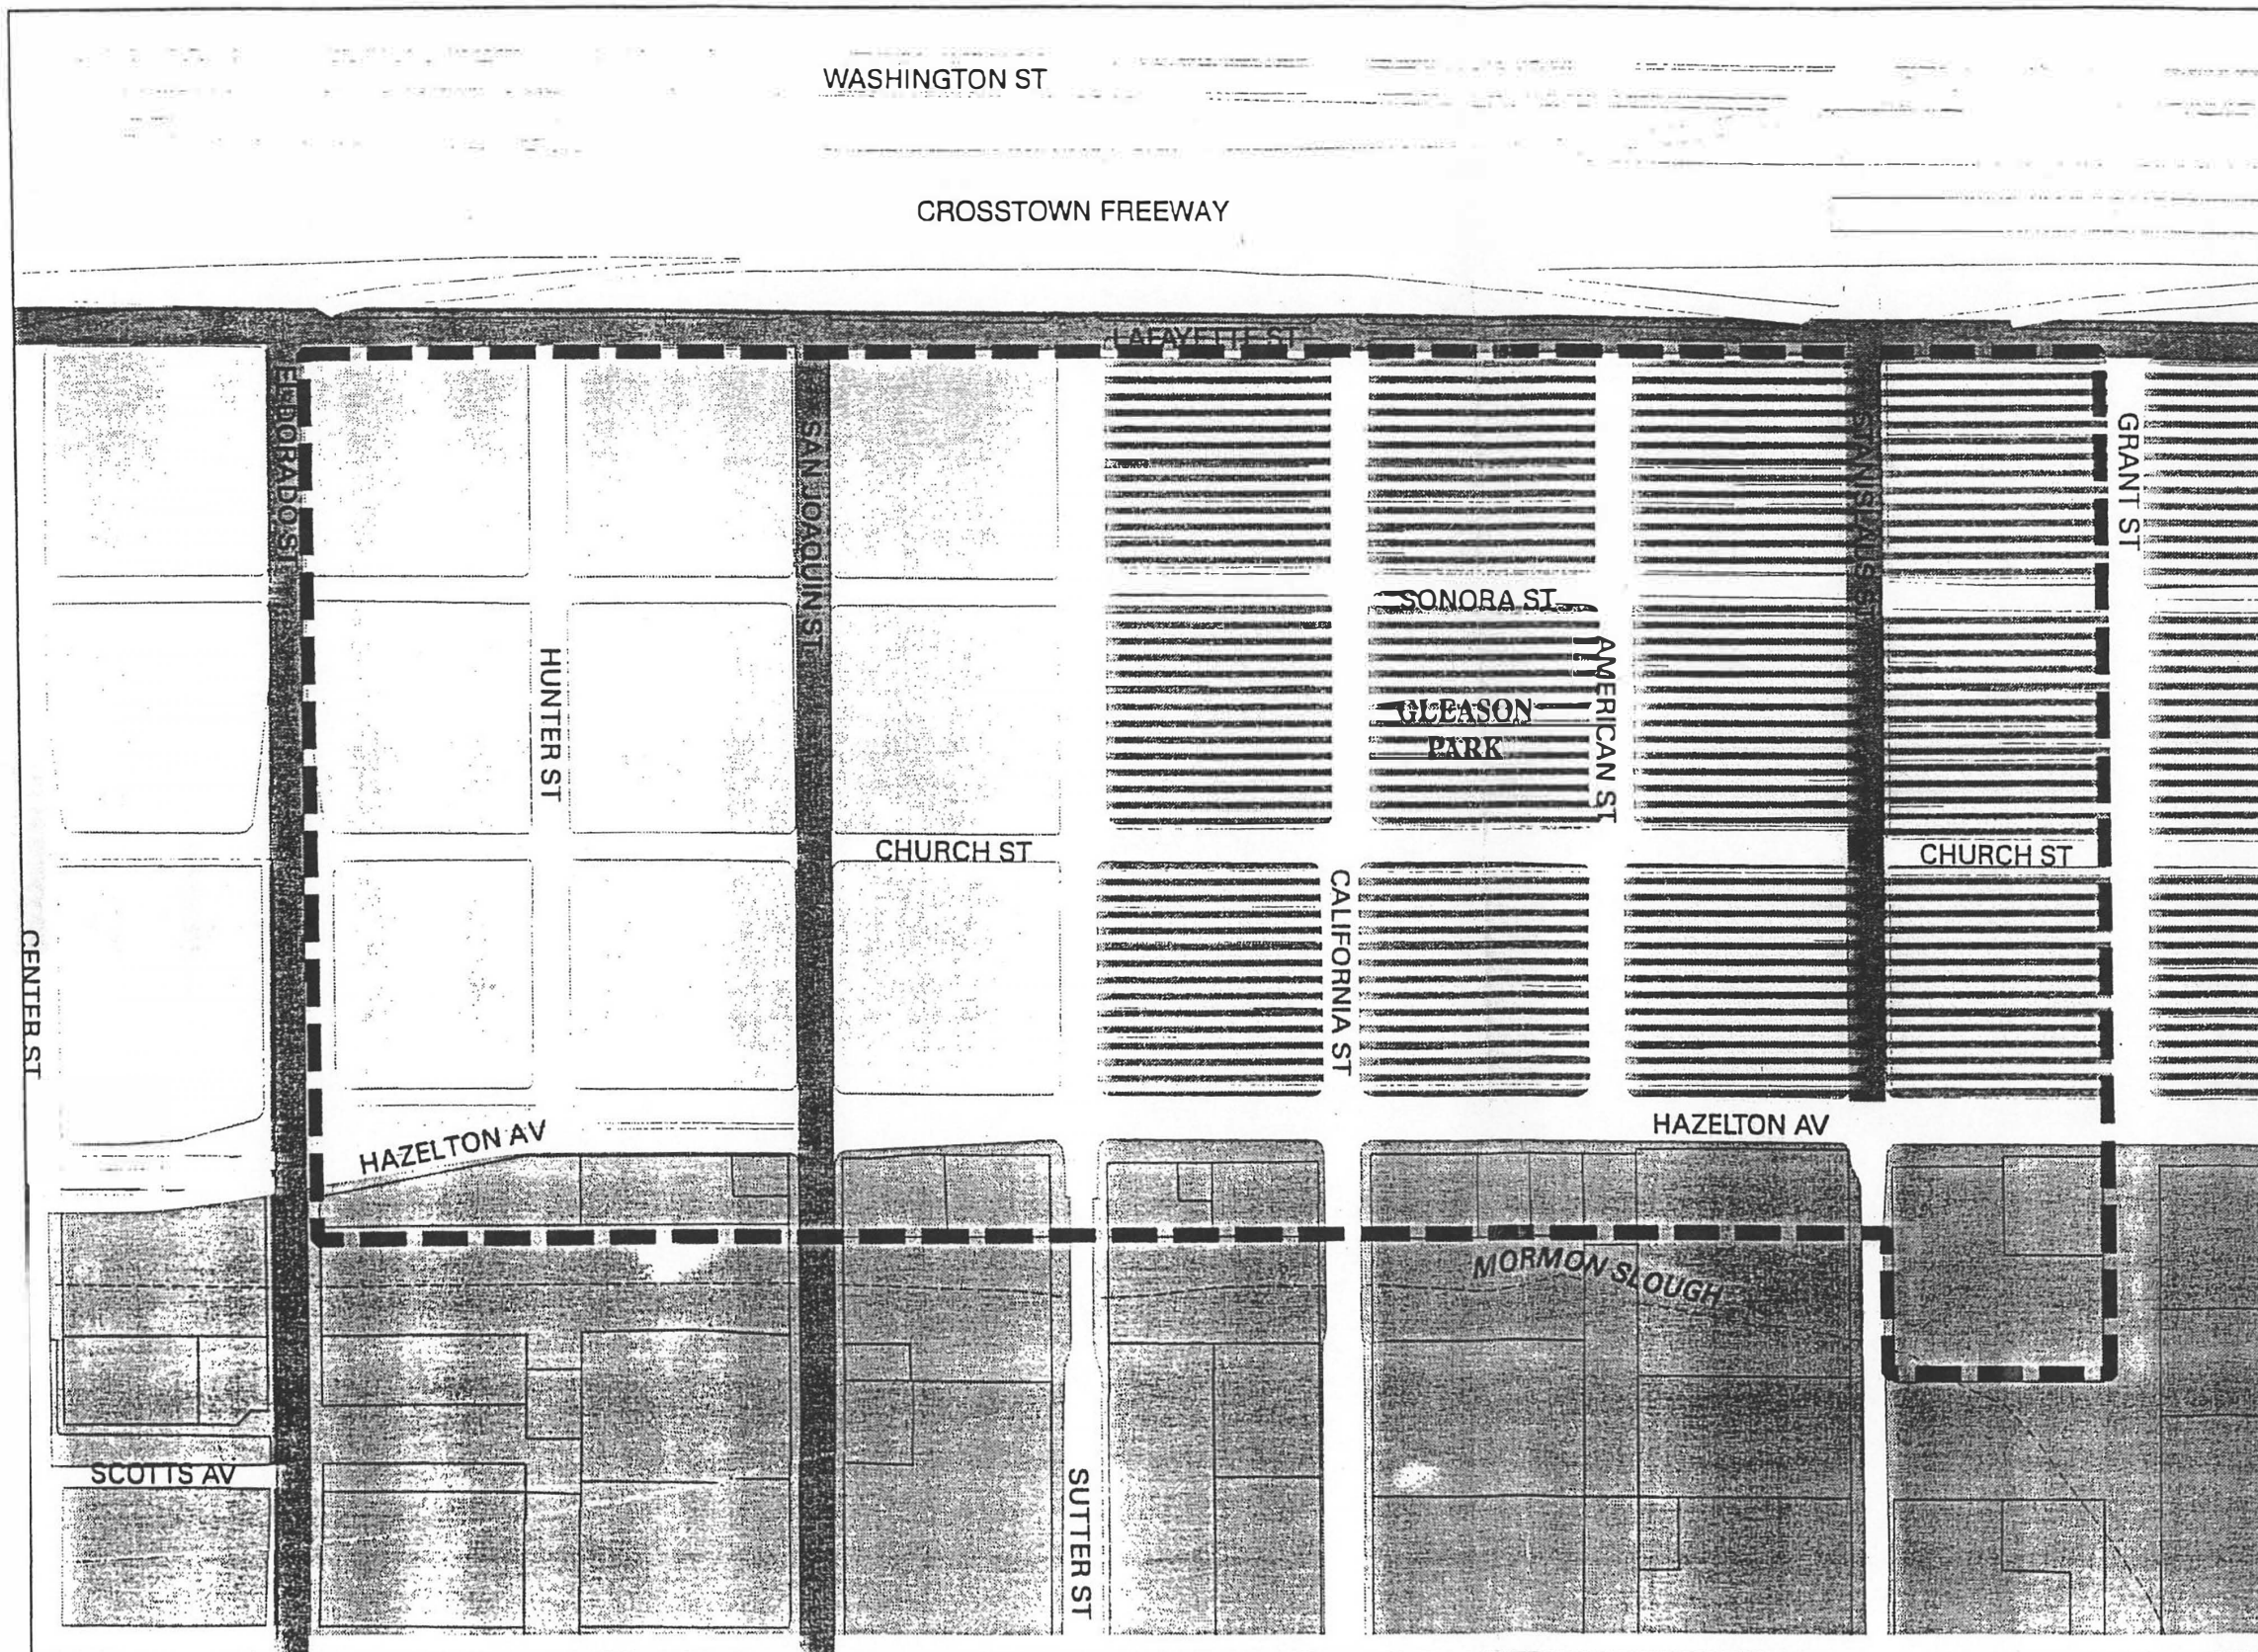 WASHINGTON ST
CROSSTOWN FREEWAY
LAFAYETTE ST
EL DORADO ST
SAN JOAQUIN ST
STANISLAUS ST
GRANT ST
SONORA ST
HUNTER ST
AMERICAN ST
GLEASON
PARK
CHURCH ST
CHURCH ST
CALIFORNIA ST
CENTER ST
HAZELTON AV
HAZELTON AV
MORMON SLOUGH
SCOTTS AV
SUTTER ST